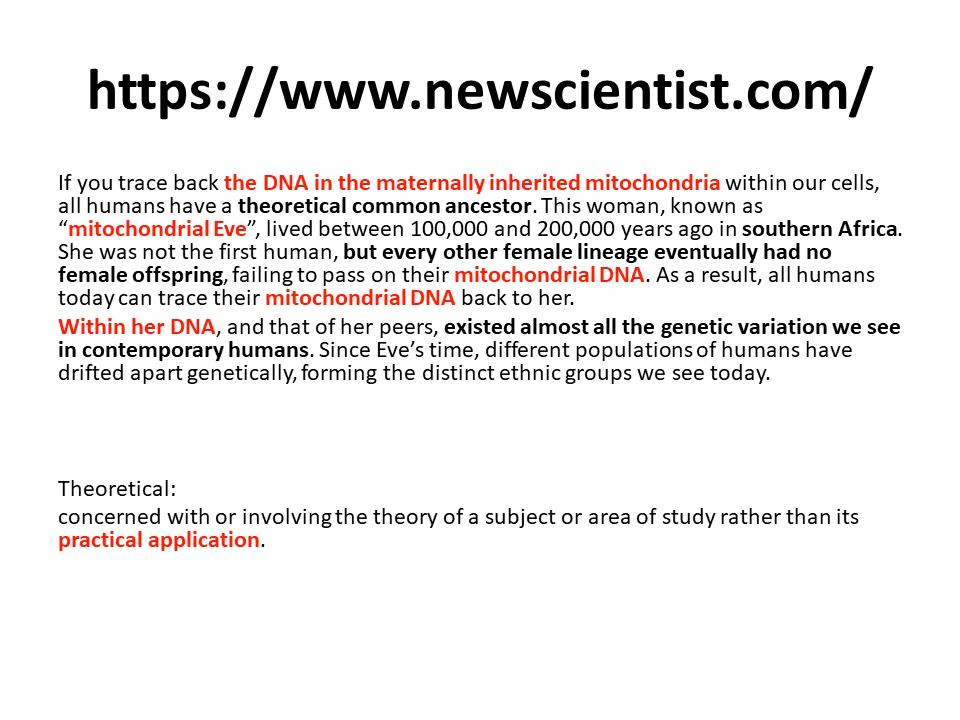 https://www.newscientist.com/
If you trace back the DNA in the maternally inherited mitochondria within our cells,
all humans have a theoretical common ancestor. This woman, known as
“mitochondrial Eve”, lived between 100,000 and 200,000 years ago in southern Africa.
She was not the first human, but every other female lineage eventually had no
female offspring, failing to pass on their mitochondrial DNA. As a result, all humans
today can trace their mitochondrial DNA back to her.
Within her DNA, and that of her peers, existed almost all the genetic variation we see
in contemporary humans. Since Eve’s time, different populations of humans have
drifted apart genetically, forming the distinct ethnic groups we see today.
Theoretical:
concerned with or involving the theory of a subject or area of study rather than its
practical application.